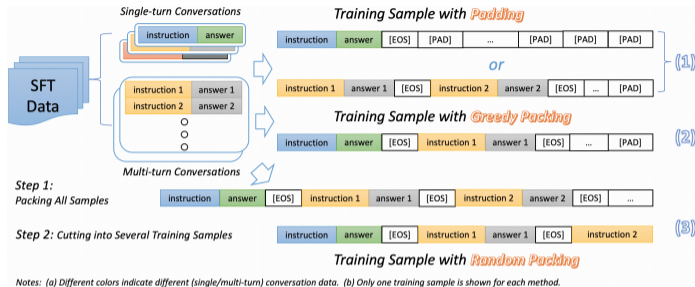 Single-turn Conversations
instruction answer
SFT
Data
instruction 1 answer 1
instruction 2 answer 2
Multi-turn Conversations
Training Sample with Padding
instruction answer [EOS] [PAD] ... [PAD] [PAD] [PAD]
or
(1)
instruction 1 answer 1 [EOS] instruction 2 answer 2 [EOS] ... [PAD]
Training Sample with Greedy Packing
instruction answer [EOS] instruction 1 answer 1 [EOS] ... [PAD]
(2)
Step 1:
Packing All Samples
instruction answer [EOS] instruction 1 answer 1 [EOS] instruction 2 answer 2 [EOS] ...
Step 2: Cutting into Several Training Samples
instruction answer [EOS] instruction 1 answer 1 [EOS] instruction 2
(3)
Training Sample with Random Packing
Notes: (a) Different colors indicate different (single/multi-turn) conversation data. (b) Only one training sample is shown for each method.